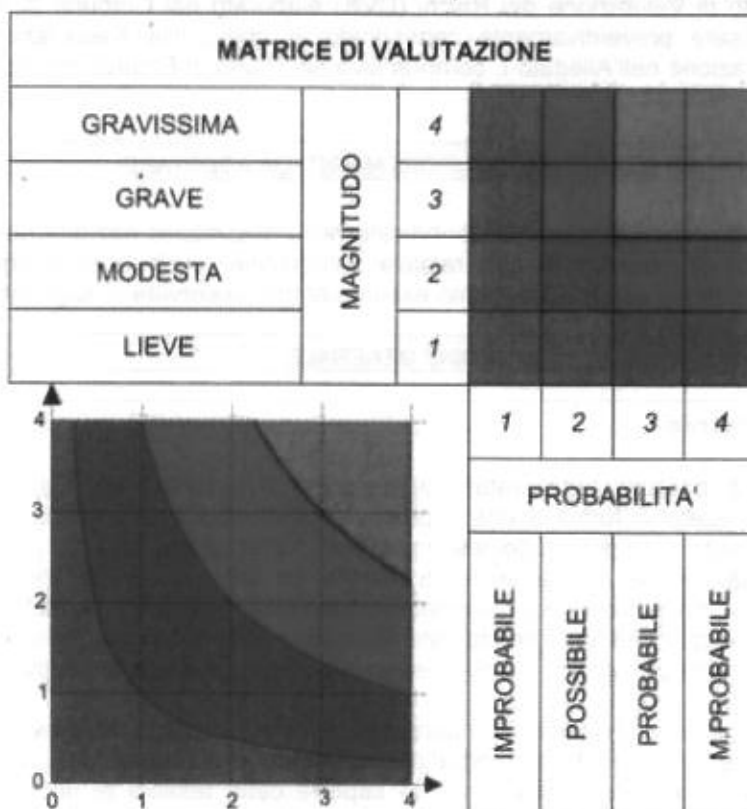 MATRICE DI VALUTAZIONE
GRAVISSIMA
4
GRAVE
3
MODESTA
2
LIEVE
1
MAGNITUDO
1 2 3 4
PROBABILITA'
IMPROBABILE
POSSIBILE
PROBABILE
M.PROBABILE
4
3
2
1
0
0 1 2 3 4